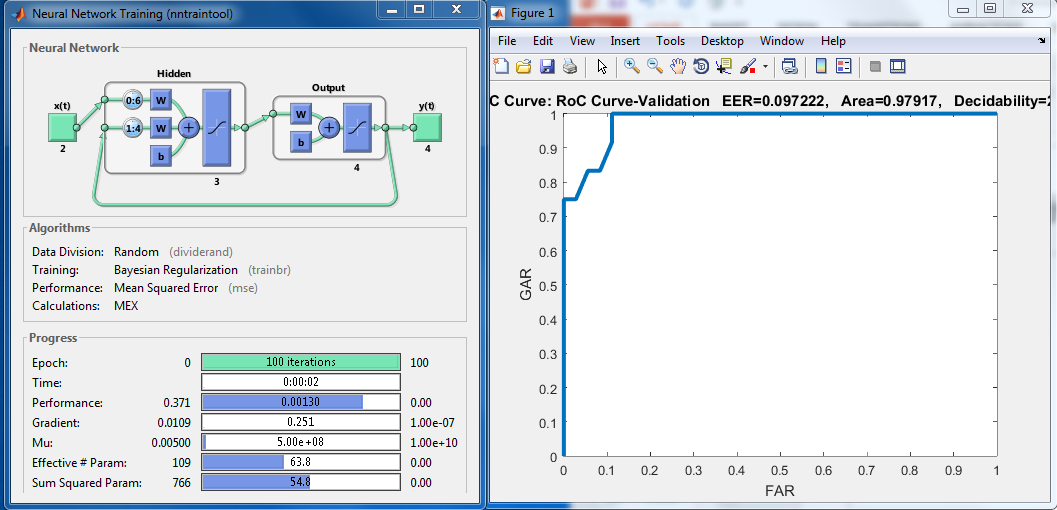 Neural Network Training (nntraintool)
Neural Network
Hidden
Output
x(t)
0:6
W
1:4
W
b
W
b
y(t)
2
3
4
4
Algorithms
Data Division: Random (dividerand)
Training: Bayesian Regularization (trainbr)
Performance: Mean Squared Error (mse)
Calculations: MEX
Progress
Epoch: 0 100 iterations 100
Time: 0:00:02
Performance: 0.371 0.00130 0.00
Gradient: 0.0109 0.251 1.00e-07
Mu: 0.00500 5.00e+08 1.00e+10
Effective # Param: 109 63.8 0.00
Sum Squared Param: 766 54.8 0.00
Figure 1
File Edit View Insert Tools Desktop Window Help
C Curve: RoC Curve-Validation EER=0.097222, Area=0.97917, Decidability=
1
0.9
0.8
0.7
0.6
0.5
0.4
0.3
0.2
0.1
0
GAR
0 0.1 0.2 0.3 0.4 0.5 0.6 0.7 0.8 0.9 1
FAR